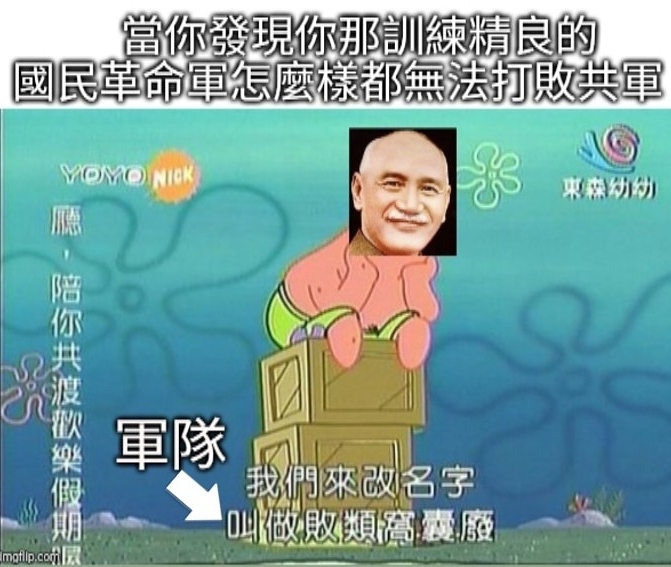 當你發現你那訓練精良的
國民革命軍怎麼樣都無法打敗共軍
YOYO NICK
東森幼幼
廳，陪你共渡歡樂假期
軍隊
我們來改名字
叫做敗類窩囊廢
imgflip.com